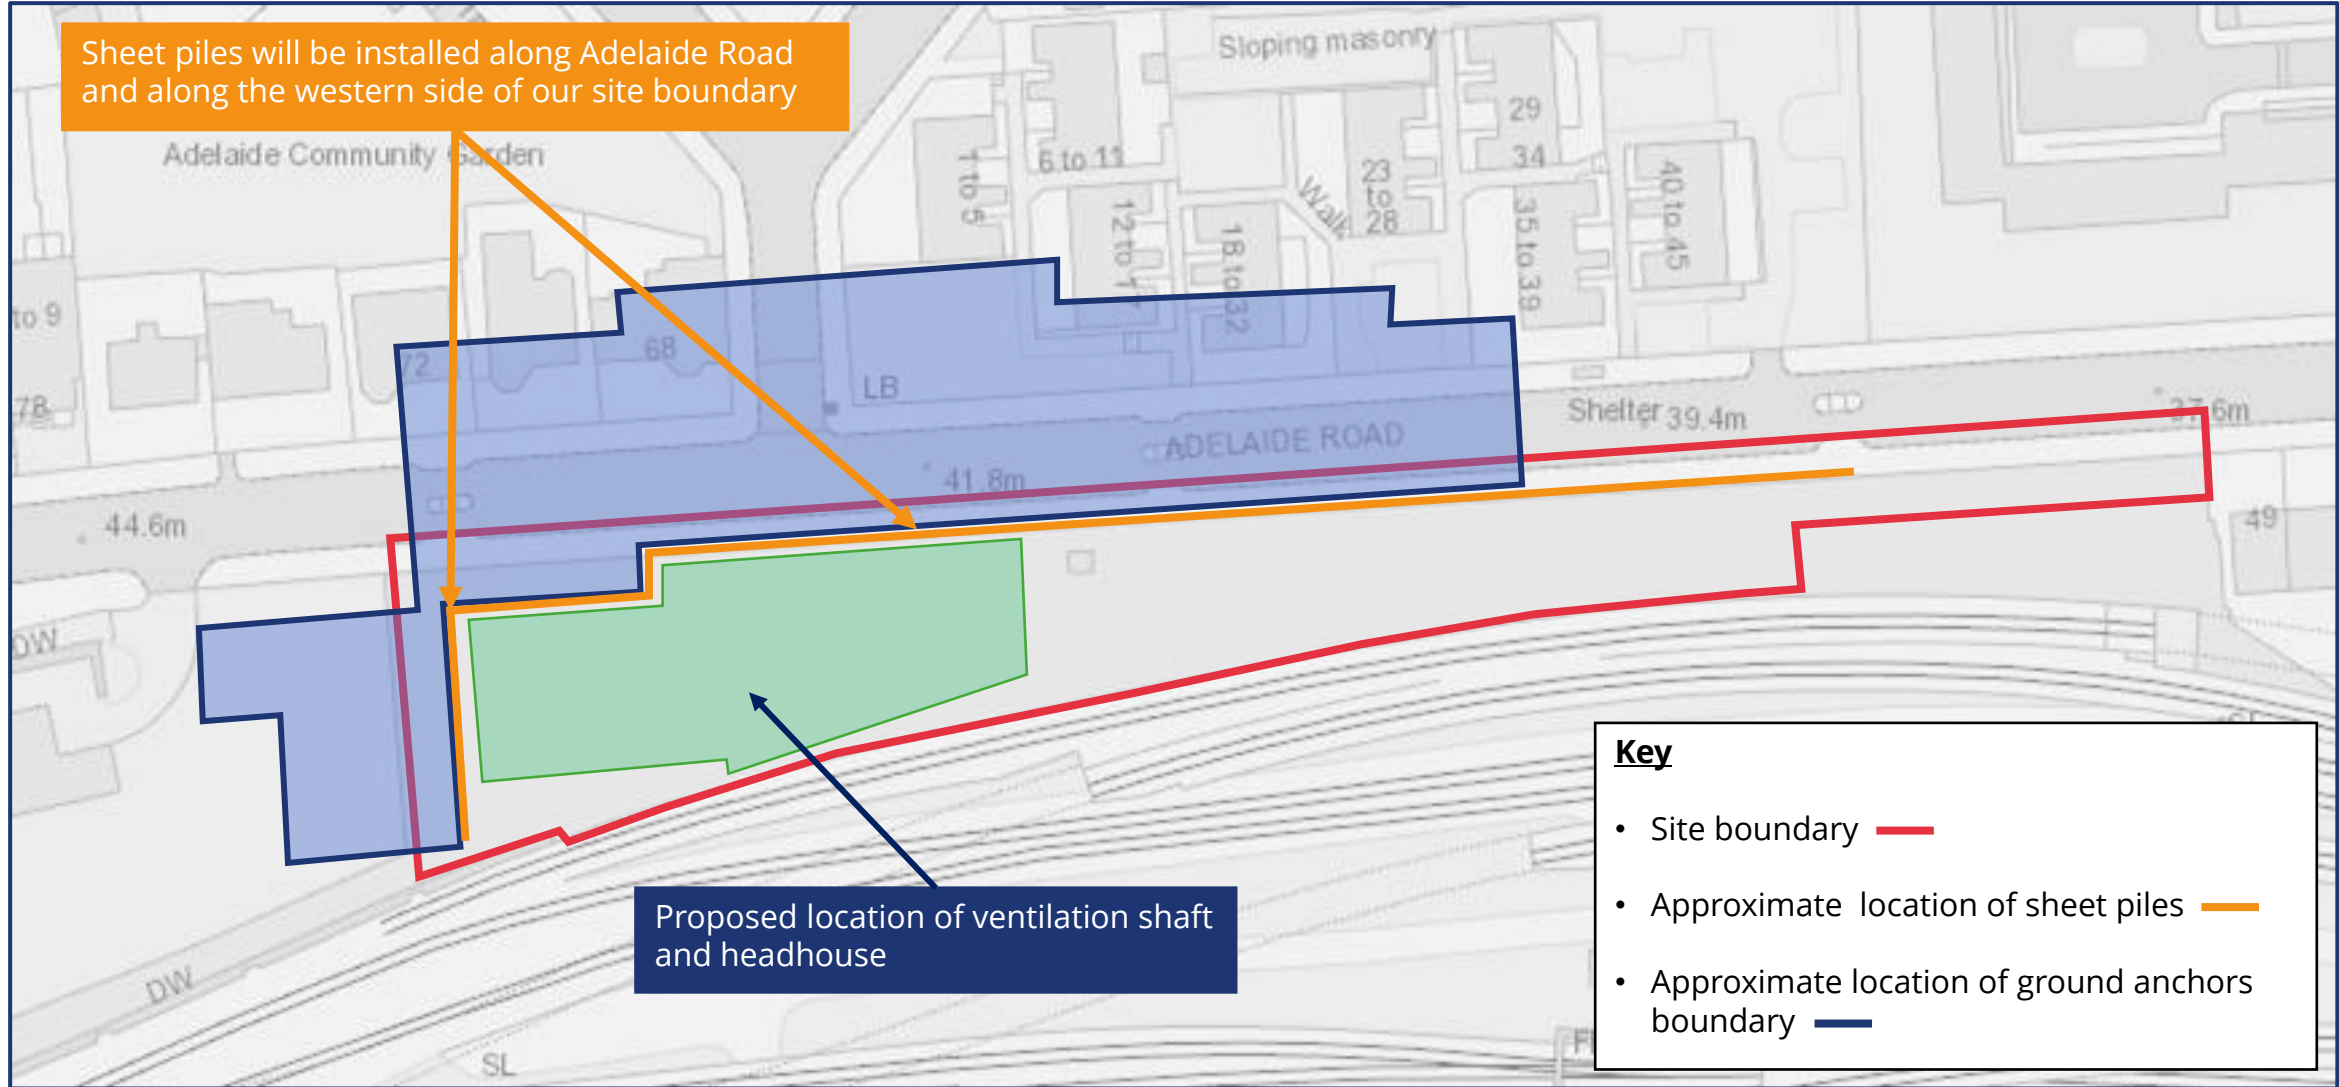 Sheet piles will be installed along Adelaide Road
and along the western side of our site boundary
Sloping masonry
Adelaide Community Garden
1 to 5
6 to 11
12 to 17
18 to 32
Walk
23
to
28
29
34
35 to 39
40 to 45
to 9
78
72
68
LB
ADELAIDE ROAD
Shelter
39.4m
37.6m
41.8m
44.6m
49
DW
DW
SL
Proposed location of ventilation shaft
and headhouse
Key
• Site boundary
• Approximate location of sheet piles
• Approximate location of ground anchors
boundary